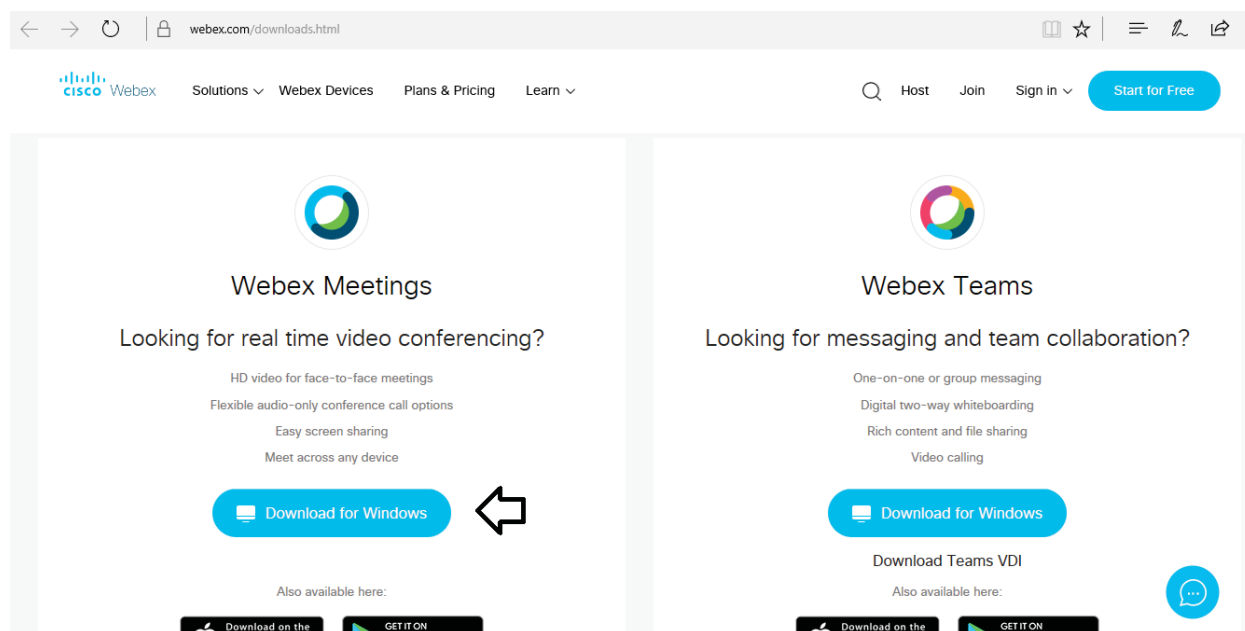 webex.com/downloads.html
cisco Webex
Solutions
Webex Devices
Plans & Pricing
Learn
Host
Join
Sign in
Start for Free
Webex Meetings
Looking for real time video conferencing?
HD video for face-to-face meetings
Flexible audio-only conference call options
Easy screen sharing
Meet across any device
Download for Windows
Also available here:
Download on the
GET IT ON
Webex Teams
Looking for messaging and team collaboration?
One-on-one or group messaging
Digital two-way whiteboarding
Rich content and file sharing
Video calling
Download for Windows
Download Teams VDI
Also available here:
Download on the
GET IT ON